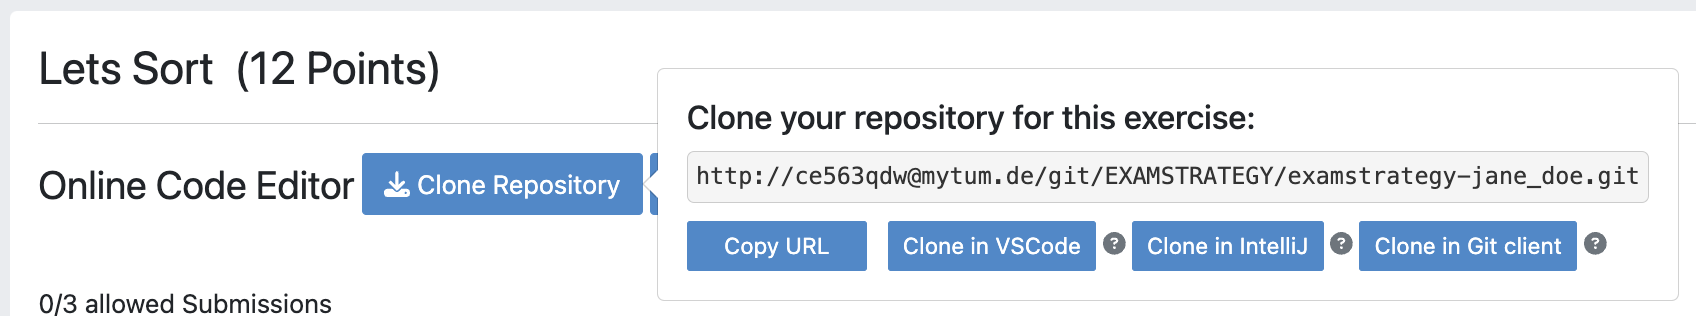 Lets Sort (12 Points)
Online Code Editor
Clone Repository
Clone your repository for this exercise:
http://ce563qdw@mytum.de/git/EXAMSTRATEGY/examstrategy-jane_doe.git
Copy URL
Clone in VSCode ?
Clone in IntelliJ ?
Clone in Git client ?
0/3 allowed Submissions